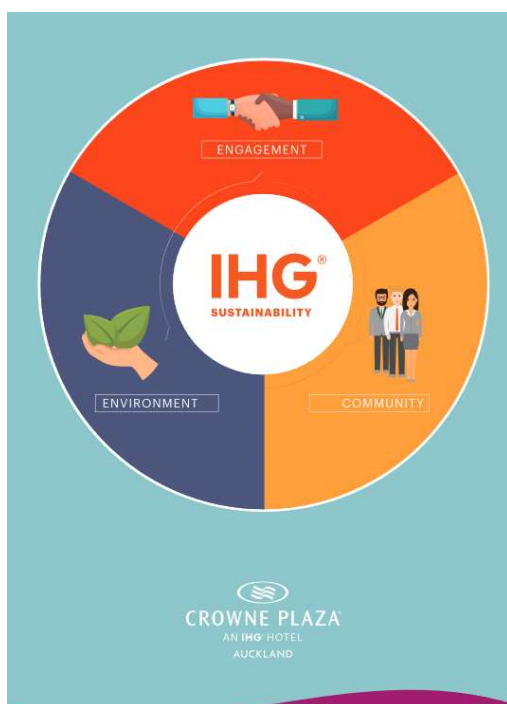 ENGAGEMENT
IHG®
SUSTAINABILITY
ENVIRONMENT
COMMUNITY
CROWNE PLAZA
AN IHG® HOTEL
AUCKLAND